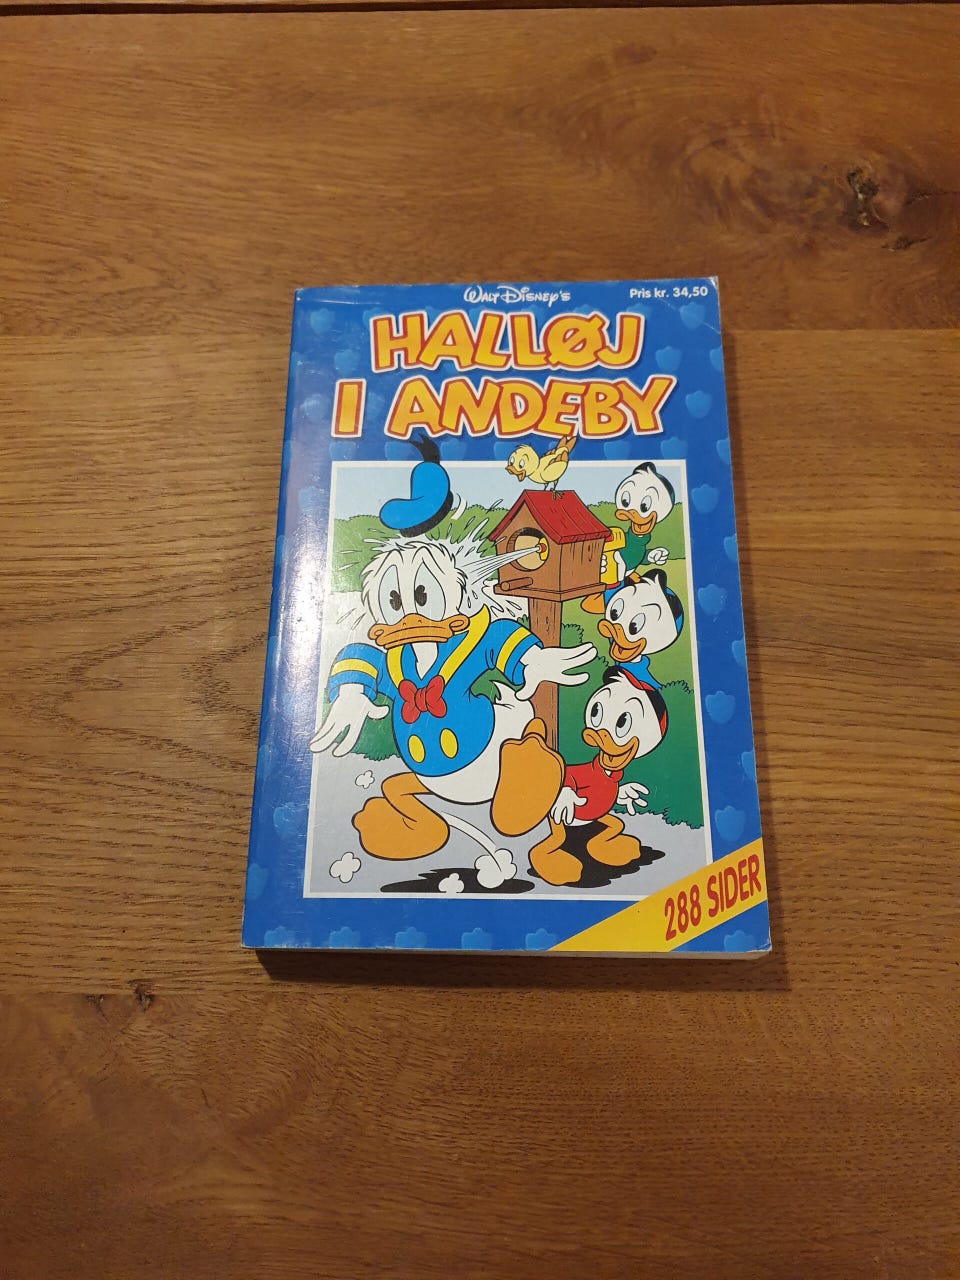 WALT DISNEY'S
Pris kr. 34,50
HALLØJ
I ANDEBY
288 SIDER